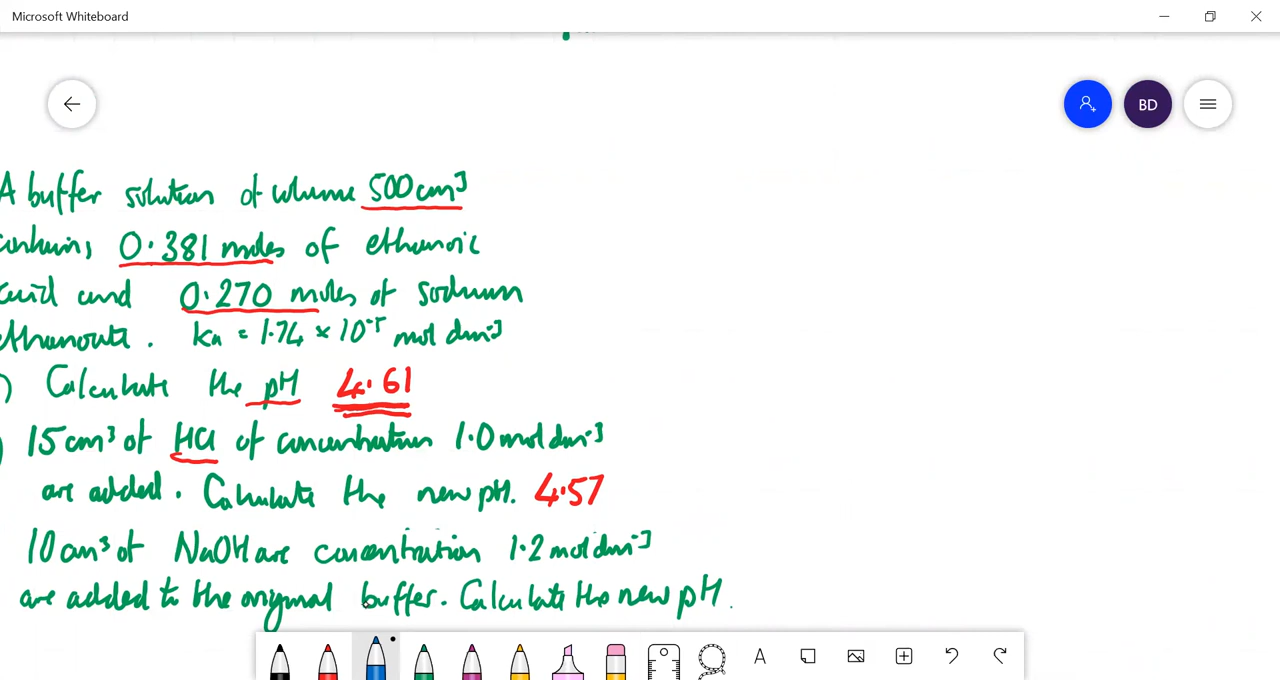 Microsoft Whiteboard
BD
A buffer solution of volume 500cm³
contains 0.381 moles of ethanoic
acid and 0.270 moles of sodium
ethanoate. ka = 1.74 × 10⁻⁵ mol dm⁻³
) Calculate the pH 4.61
) 15cm³ of HCl of concentration 1.0 mol dm⁻³
are added. Calculate the new pH. 4.57
10cm³ of NaOH are concentration 1.2 mol dm⁻³
are added to the original buffer. Calculate the new pH.
A